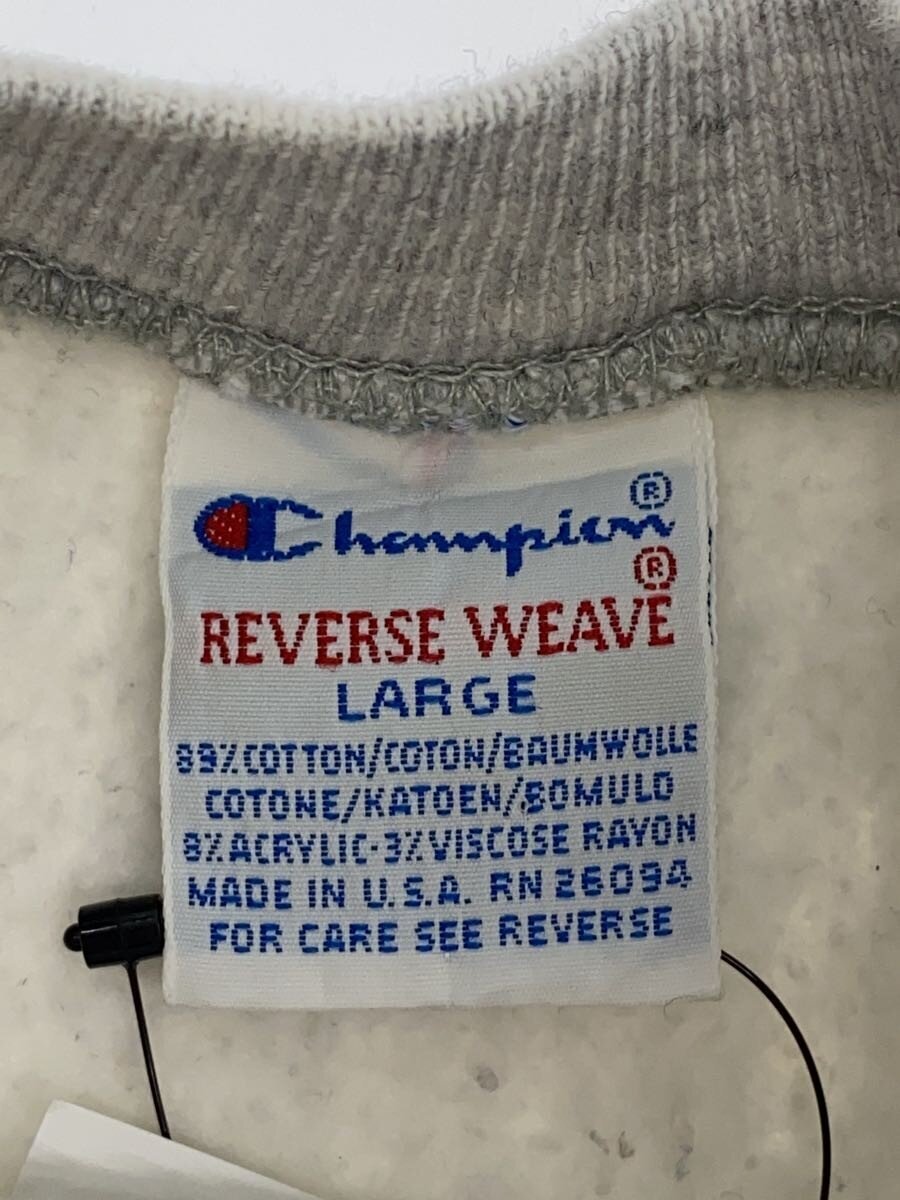 Champion®
REVERSE WEAVE®
LARGE
89% COTTON/COTON/BAUMWOLLE
COTONE/KATOEN/BOMULD
8% ACRYLIC·3% VISCOSE RAYON
MADE IN U.S.A. RN 26094
FOR CARE SEE REVERSE